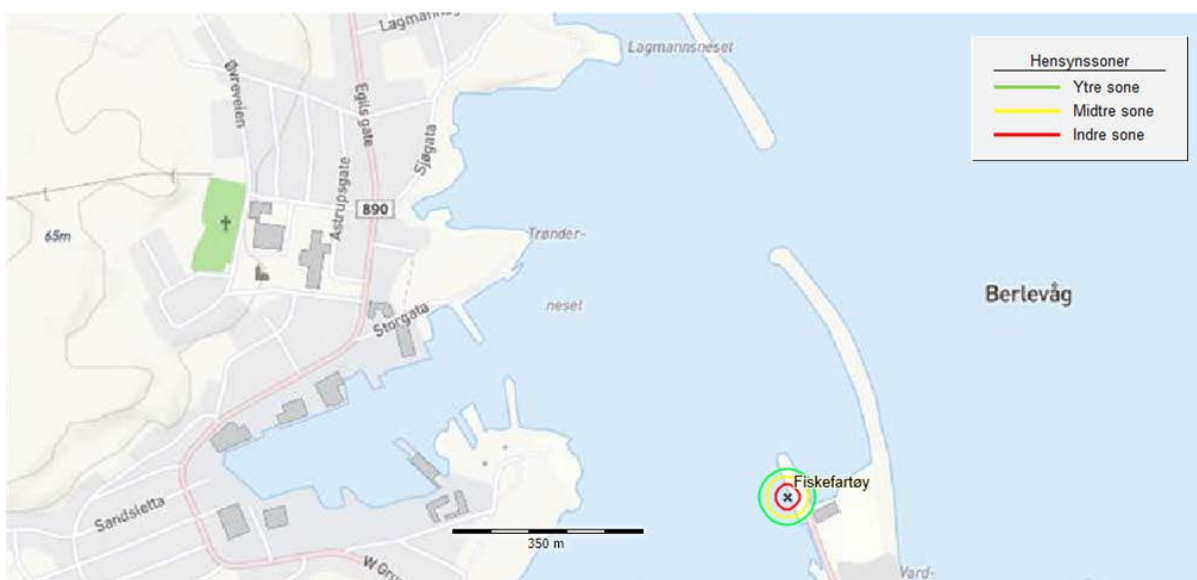 Lagmannsg
Lagmannsneset
Hensynssoner
Ytre sone
Midtre sone
Indre sone
Øvreveien
Egils gate
Sjøgata
Astrupsgate
890
65m
Trønder-
neset
Berlevåg
Storgata
Fiskefartøy
Sandsletta
350 m
Vard-